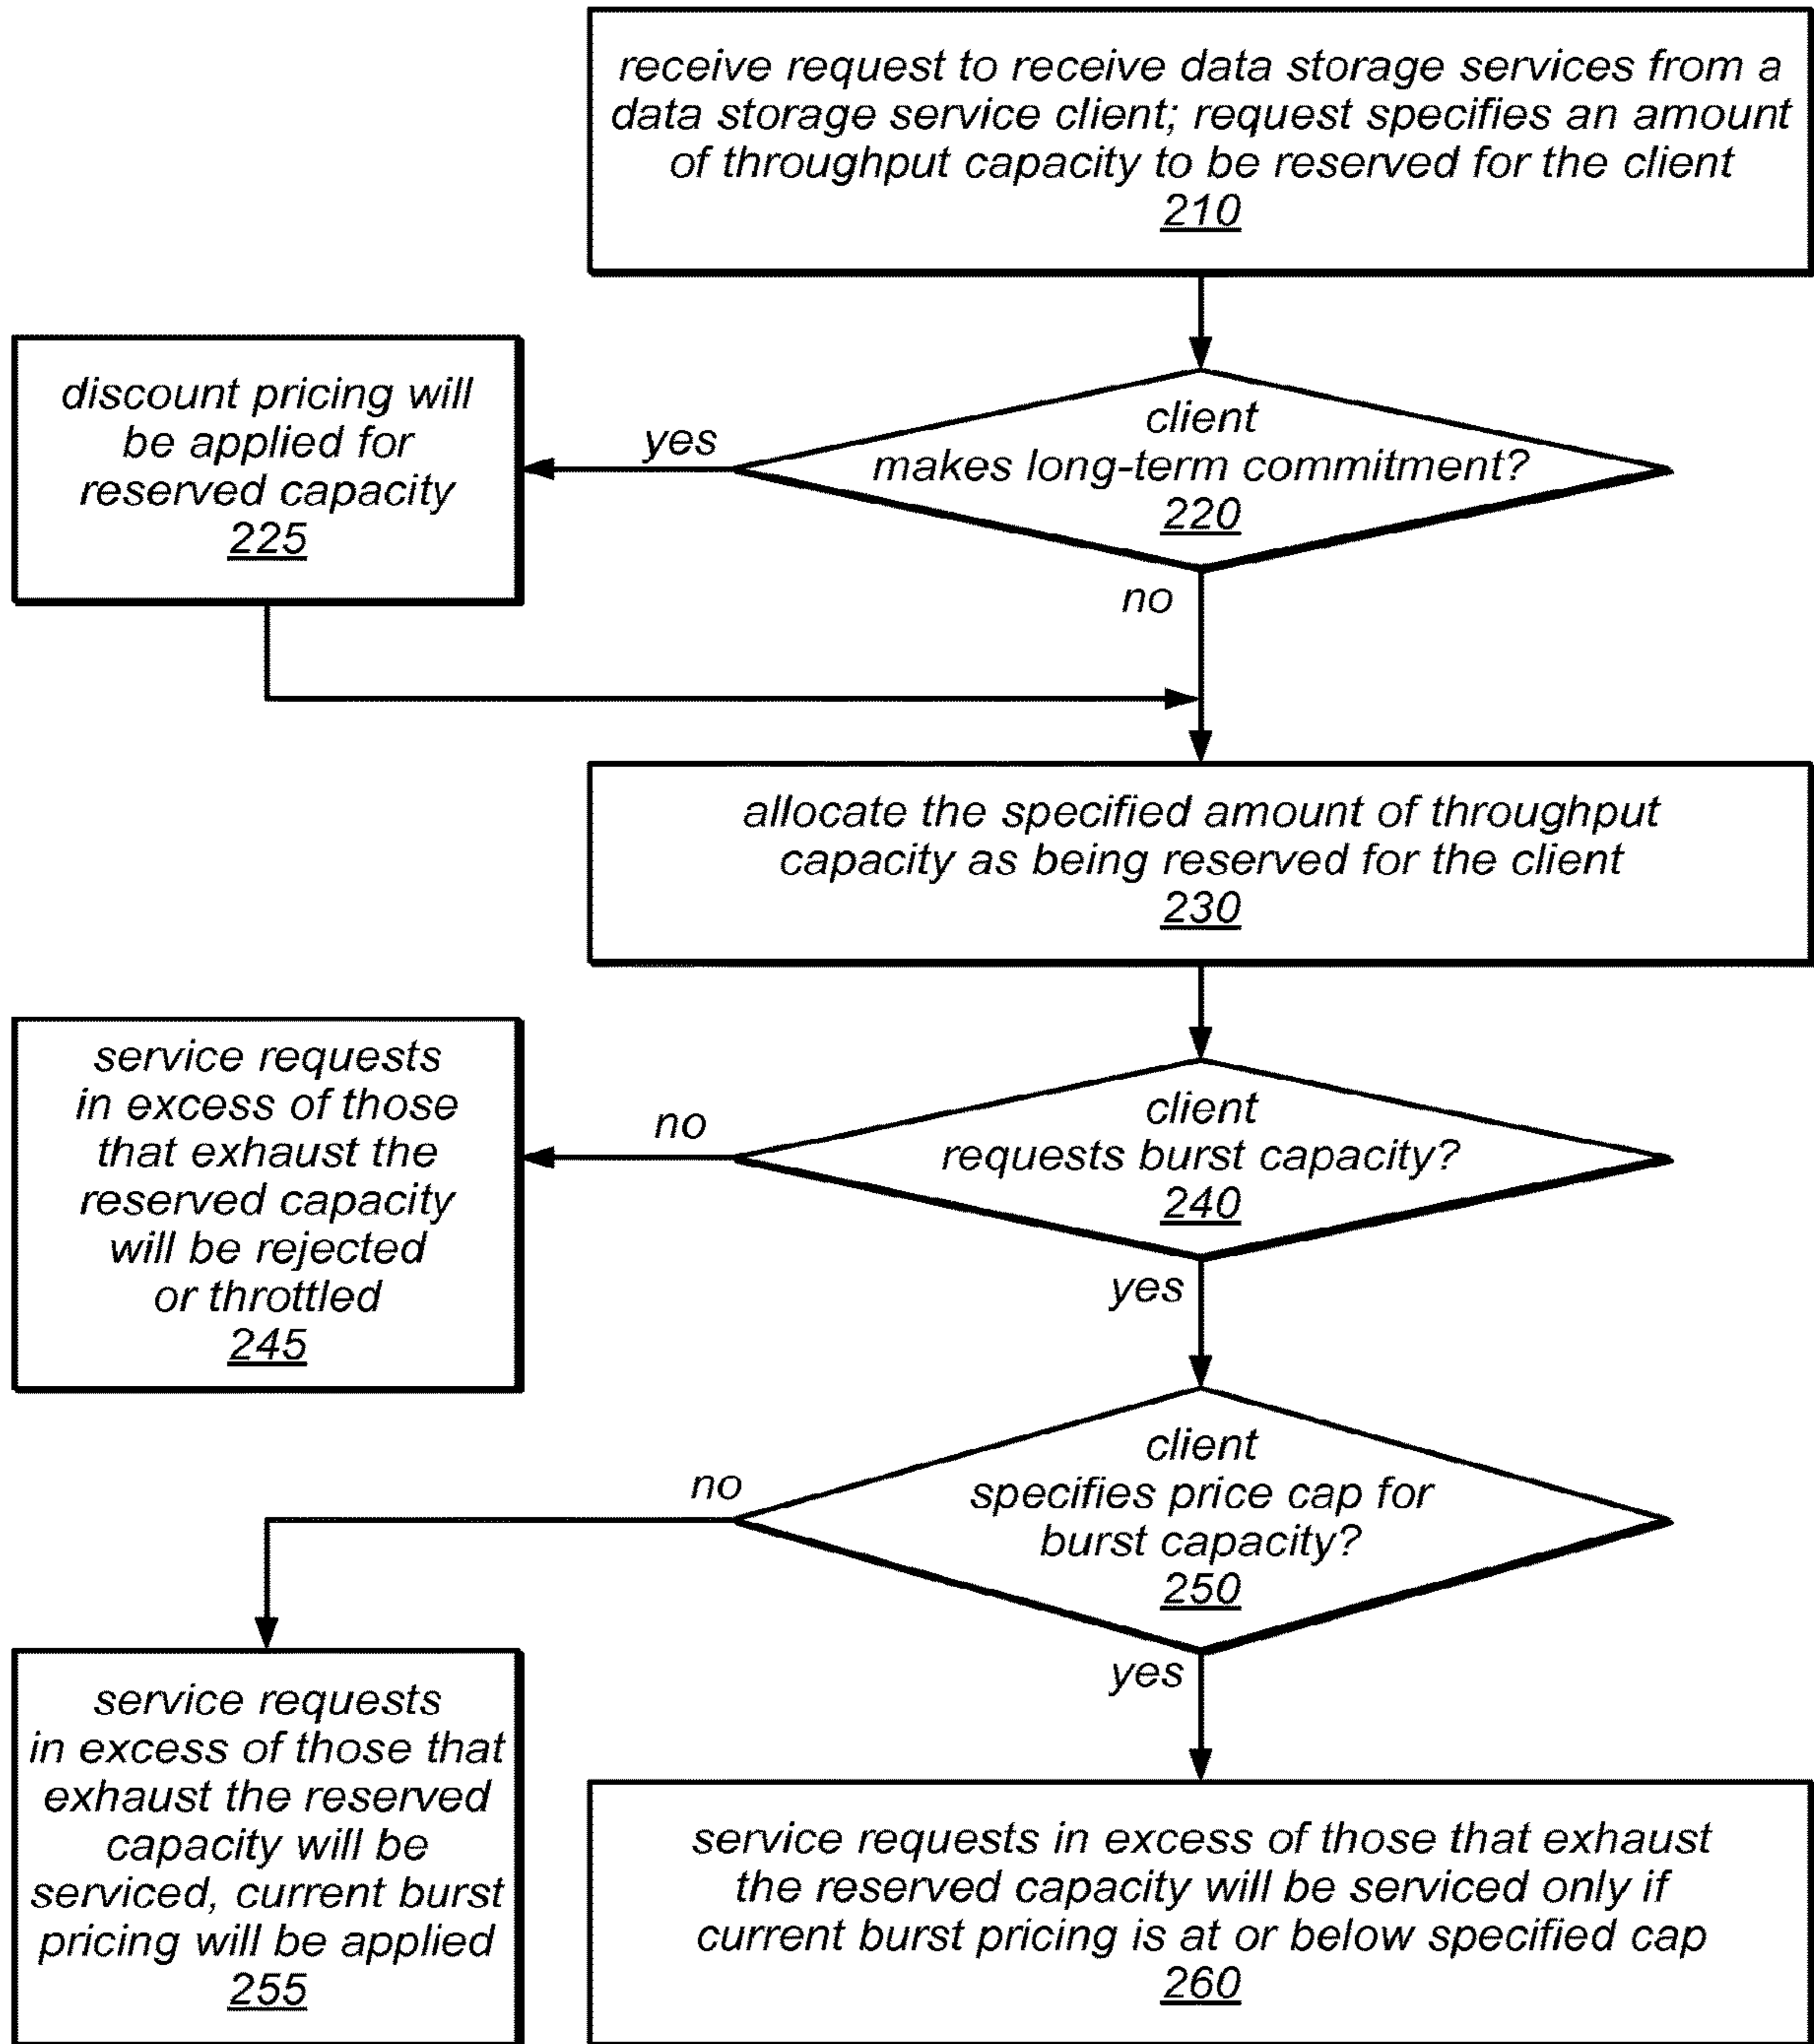 receive request to receive data storage services from a
data storage service client; request specifies an amount
of throughput capacity to be reserved for the client
210
discount pricing will
be applied for
reserved capacity
225
yes
client
makes long-term commitment?
220
no
allocate the specified amount of throughput
capacity as being reserved for the client
230
service requests
in excess of those
that exhaust the
reserved capacity
will be rejected
or throttled
245
no
client
requests burst capacity?
240
yes
no
client
specifies price cap for
burst capacity?
250
yes
service requests
in excess of those that
exhaust the reserved
capacity will be
serviced, current burst
pricing will be applied
255
service requests in excess of those that exhaust
the reserved capacity will be serviced only if
current burst pricing is at or below specified cap
260